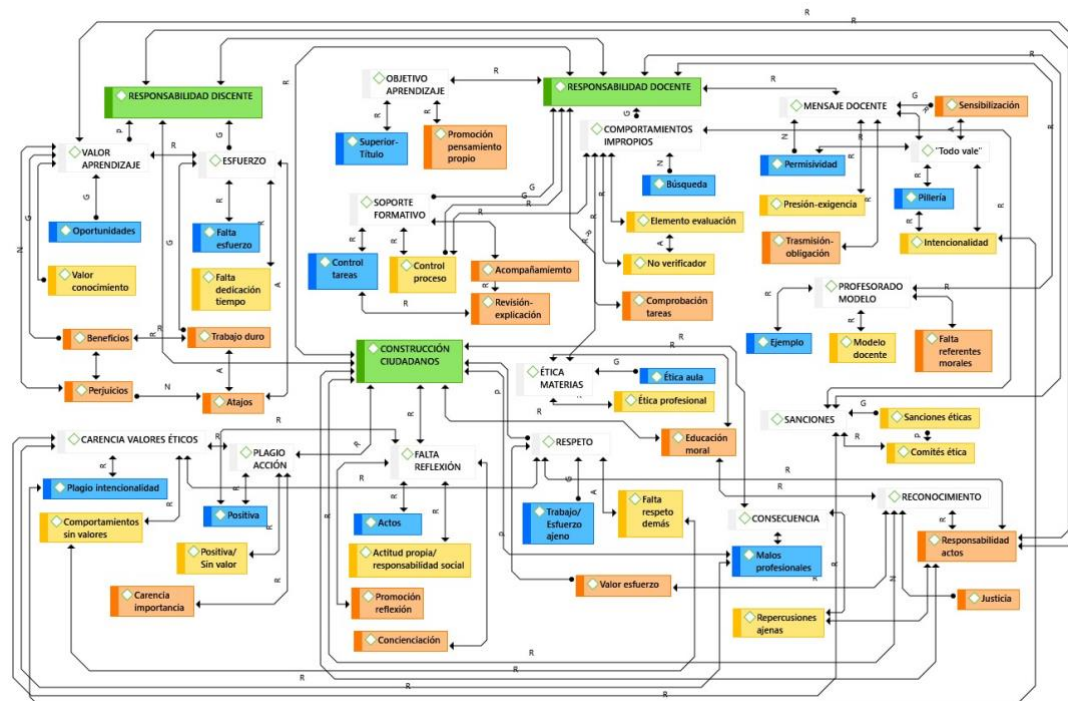 RESPONSABILIDAD DISCENTE
VALOR
APRENDIZAJE
ESFUERZO
Oportunidades
Falta
esfuerzo
Valor
conocimiento
Falta
dedicación
tiempo
Beneficios
Trabajo duro
Perjuicios
Atajos
OBJETIVO
APRENDIZAJE
RESPONSABILIDAD DOCENTE
Superior-
Título
Promoción
pensamiento
propio
COMPORTAMIENTOS
IMPROPIOS
Búsqueda
SOPORTE
FORMATIVO
Elemento evaluación
Control
tareas
Control
proceso
No verificador
Acompañamiento
Revisión-
explicación
Comprobación
tareas
MENSAJE DOCENTE
Sensibilización
"Todo vale"
Permisividad
Pillería
Presión-exigencia
Intencionalidad
Trasmisión-
obligación
PROFESORADO
MODELO
Ejemplo
Modelo
docente
Falta
referentes
morales
CONSTRUCCIÓN
CIUDADANOS
ÉTICA
MATERIAS
Ética aula
Ética profesional
SANCIONES
Sanciones éticas
Comités ética
CARENCIA VALORES ÉTICOS
PLAGIO
ACCIÓN
FALTA
REFLEXIÓN
RESPETO
Educación
moral
Plagio intencionalidad
Positiva
Actos
Trabajo/
Esfuerzo
ajeno
Falta
respeto
demás
CONSECUENCIA
RECONOCIMIENTO
Comportamientos
sin valores
Positiva/
Sin valor
Actitud propia/
responsabilidad social
Malos
profesionales
Responsabilidad
actos
Carencia
importancia
Promoción
reflexión
Valor esfuerzo
Justicia
Concienciación
Repercusiones
ajenas